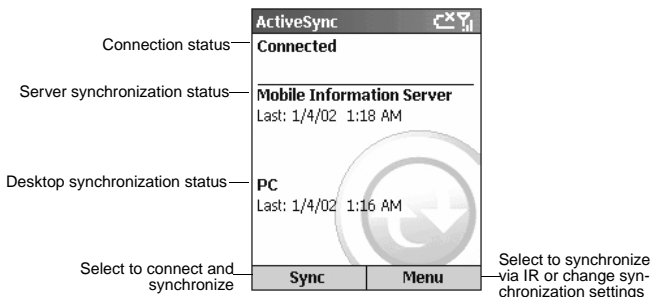 ActiveSync
Connection status
Connected
Server synchronization status
Mobile Information Server
Last: 1/4/02 1:18 AM
Desktop synchronization status
PC
Last: 1/4/02 1:16 AM
Select to connect and
synchronize
Sync
Menu
Select to synchronize
via IR or change syn-
chronization settings